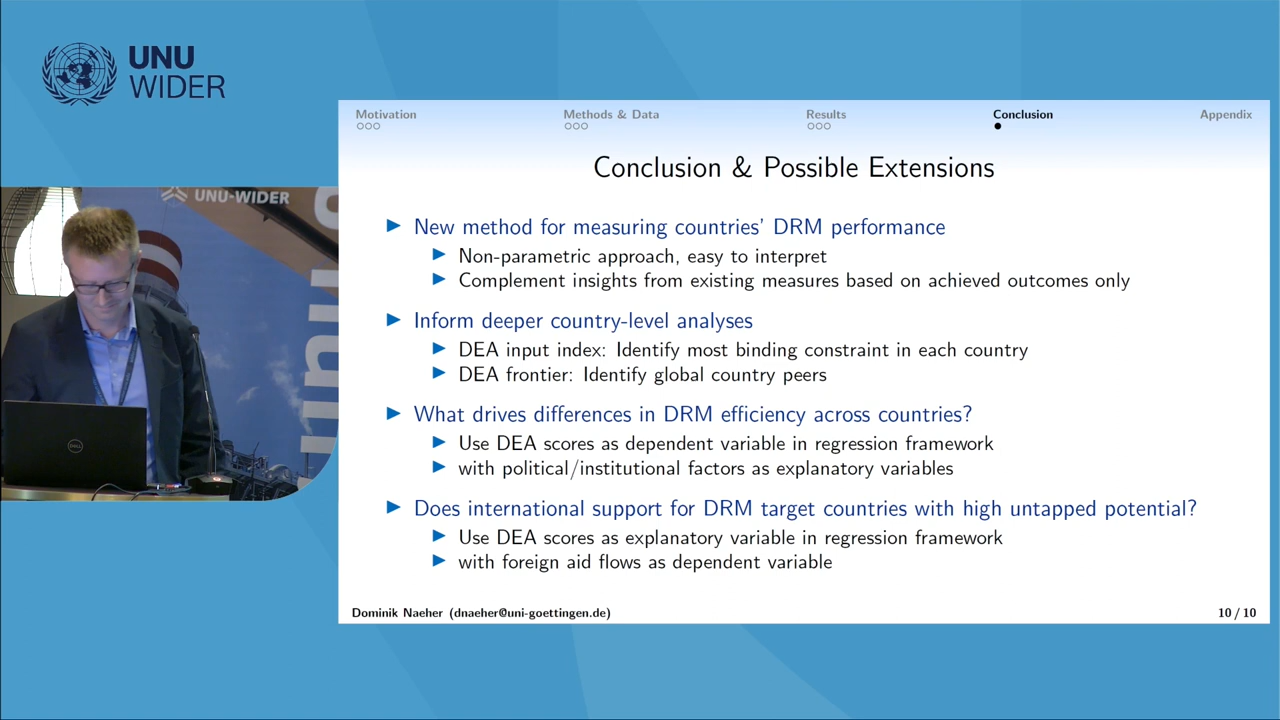 UNU
WIDER
UNU-WIDER
Motivation
Methods & Data
Results
Conclusion
Appendix
Conclusion & Possible Extensions
New method for measuring countries' DRM performance
Non-parametric approach, easy to interpret
Complement insights from existing measures based on achieved outcomes only
Inform deeper country-level analyses
DEA input index: Identify most binding constraint in each country
DEA frontier: Identify global country peers
What drives differences in DRM efficiency across countries?
Use DEA scores as dependent variable in regression framework
with political/institutional factors as explanatory variables
Does international support for DRM target countries with high untapped potential?
Use DEA scores as explanatory variable in regression framework
with foreign aid flows as dependent variable
Dominik Naeher (dnaeher@uni-goettingen.de)
10 / 10
DELL